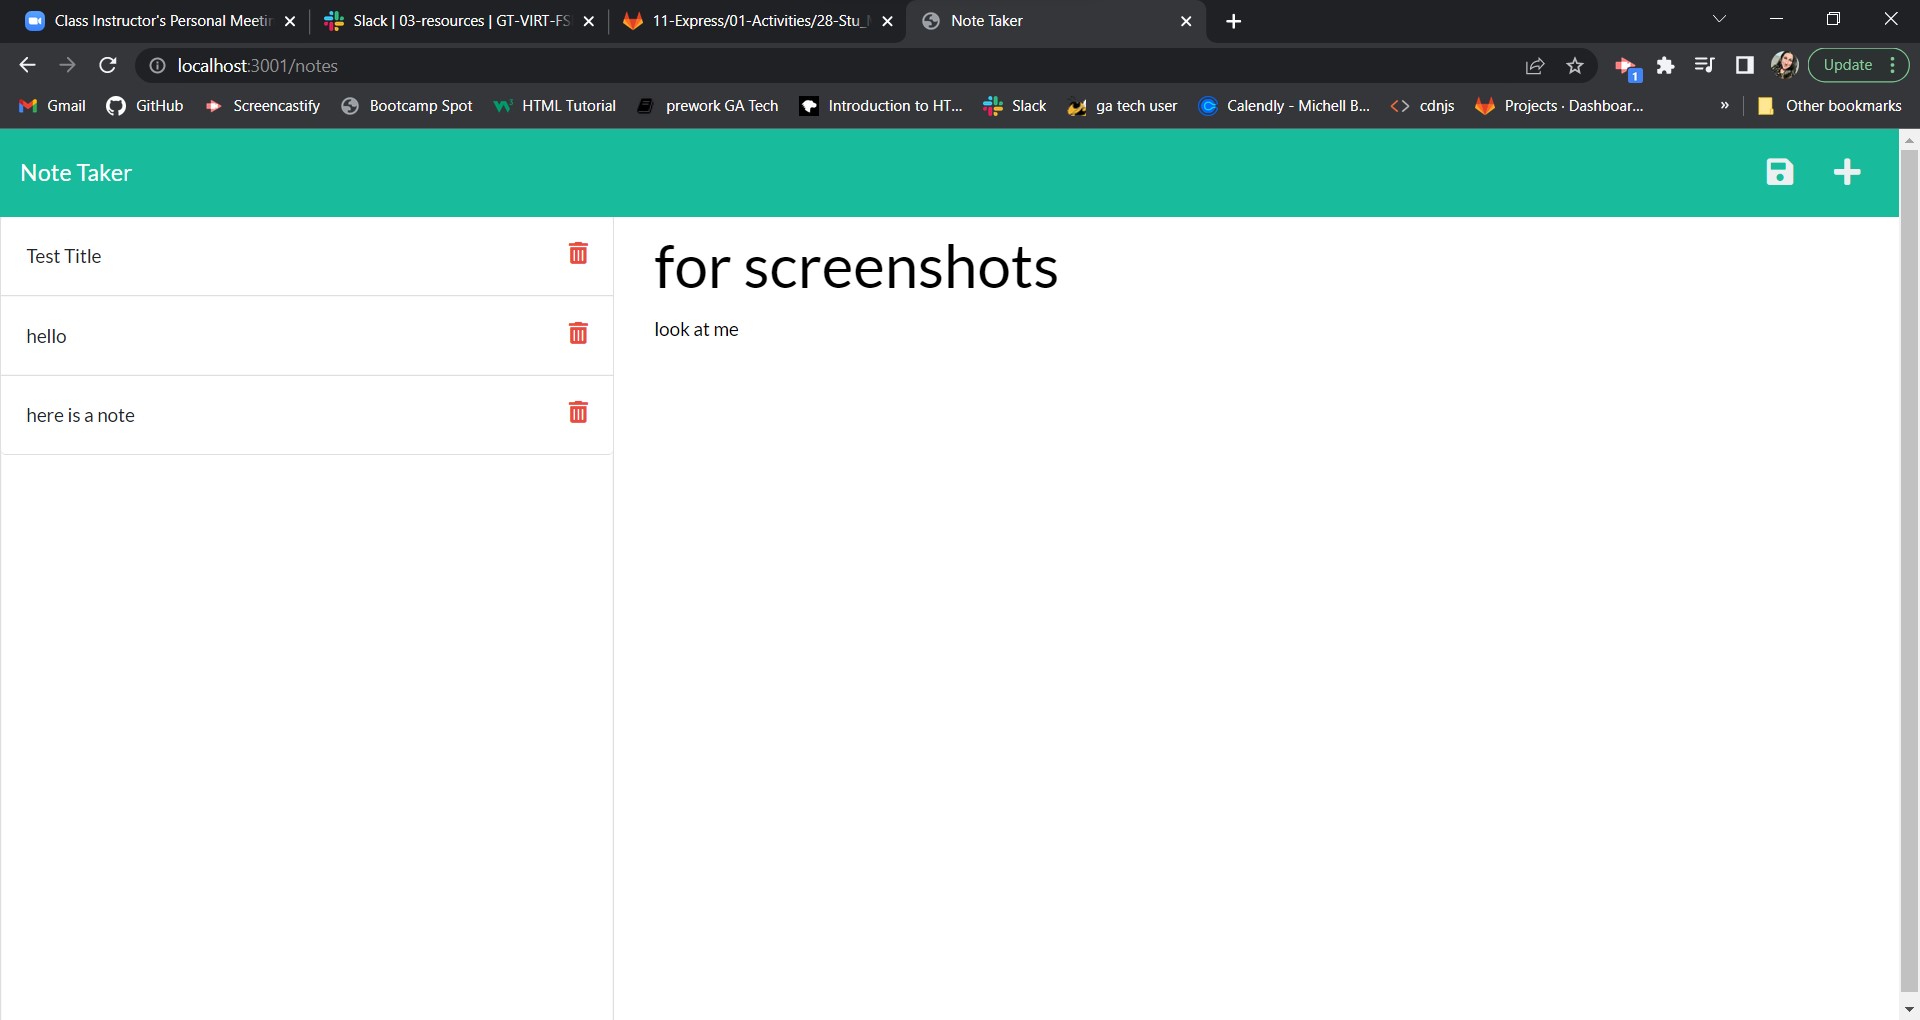 Class Instructor's Personal Meetin
Slack | 03-resources | GT-VIRT-FS
11-Express/01-Activities/28-Stu_
Note Taker
localhost:3001/notes
1
Update
Gmail
GitHub
Screencastify
Bootcamp Spot
HTML Tutorial
prework GA Tech
Introduction to HT...
Slack
ga tech user
Calendly - Michell B...
cdnjs
Projects · Dashboar...
»
Other bookmarks
Note Taker
Test Title
hello
here is a note
for screenshots
look at me